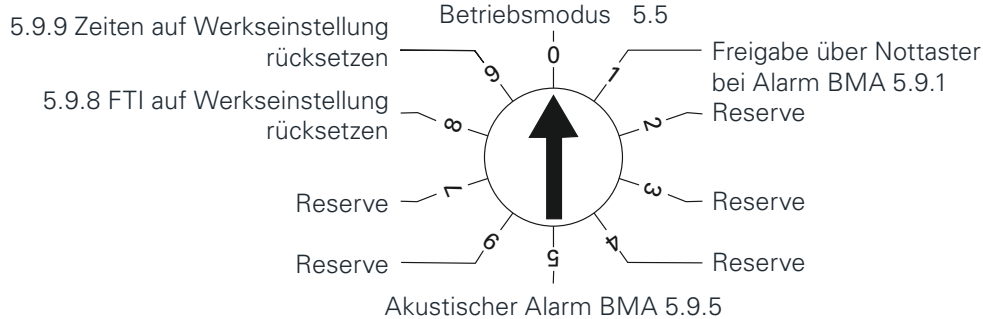 Betriebsmodus 5.5
5.9.9 Zeiten auf Werkseinstellung
rücksetzen
Freigabe über Nottaster
bei Alarm BMA 5.9.1
5.9.8 FTI auf Werkseinstellung
rücksetzen
Reserve
Reserve
Reserve
Reserve
Reserve
Akustischer Alarm BMA 5.9.5
0
1
2
3
4
5
6
7
8
9